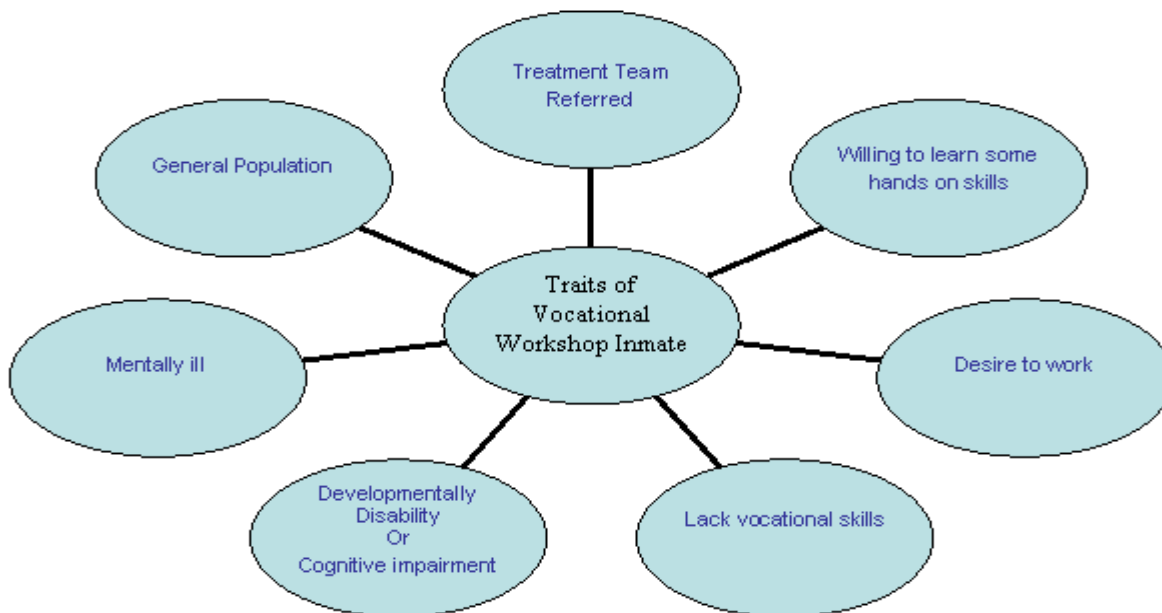 Treatment Team
Referred
General Population
Willing to learn some
hands on skills
Traits of
Vocational
Workshop Inmate
Mentally ill
Desire to work
Developmentally
Disability
Or
Cognitive impairment
Lack vocational skills